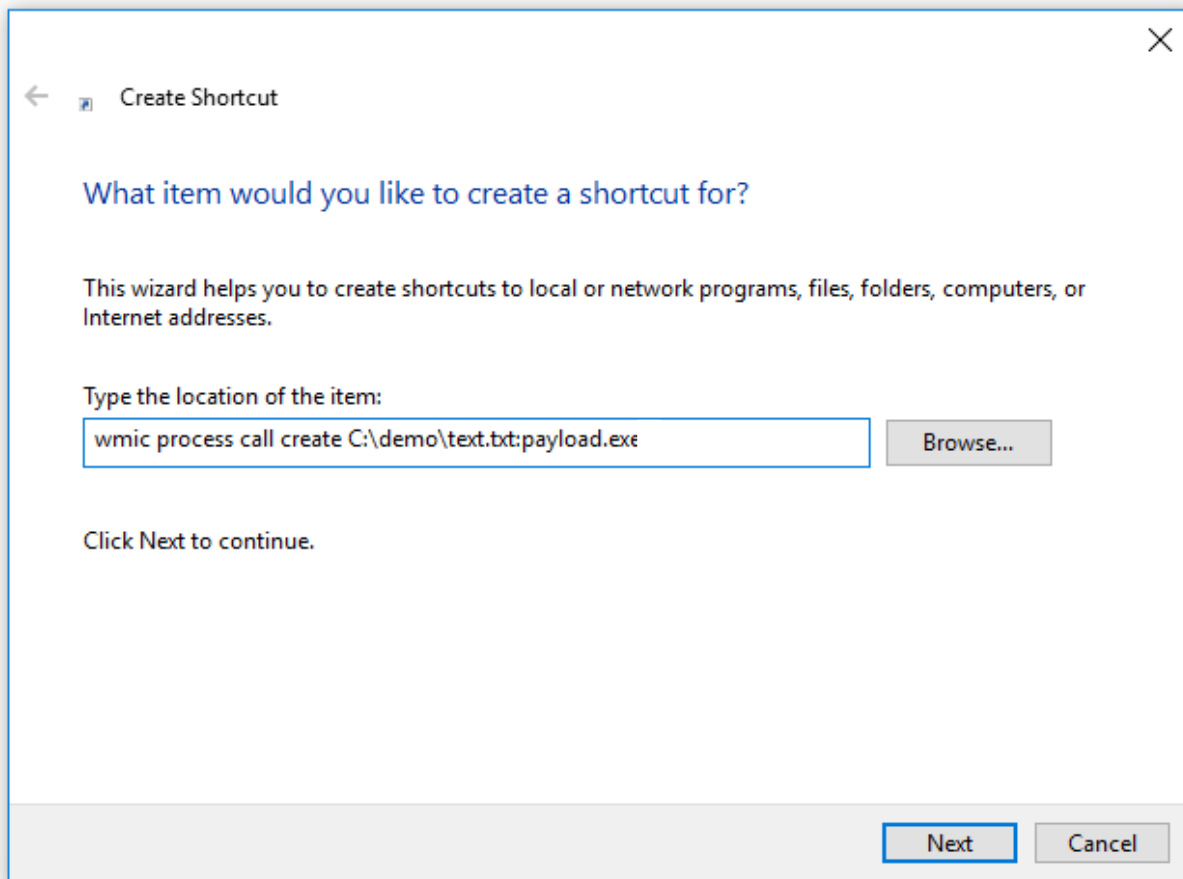 Create Shortcut
What item would you like to create a shortcut for?
This wizard helps you to create shortcuts to local or network programs, files, folders, computers, or
Internet addresses.
Type the location of the item:
wmic process call create C:\demo\text.txt:payload.exe
Browse...
Click Next to continue.
Next
Cancel